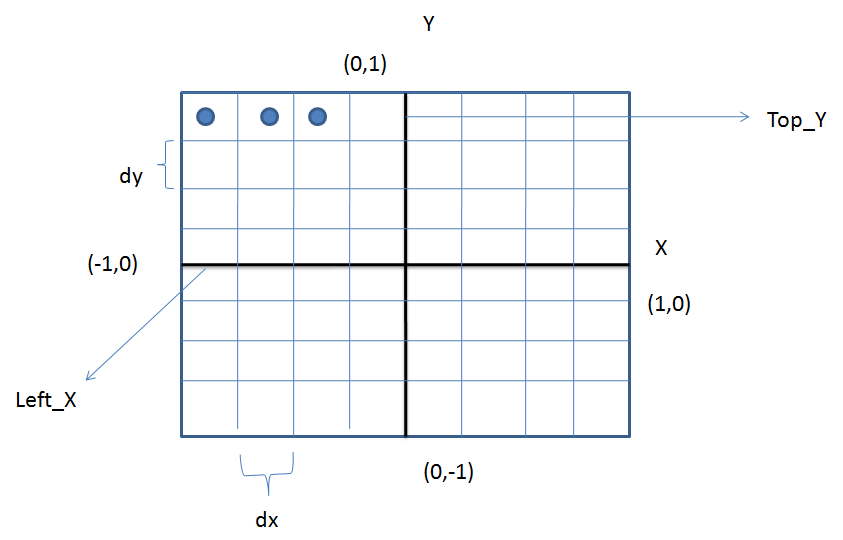 Y
(0,1)
Top_Y
dy
X
(-1,0)
(1,0)
Left_X
(0,-1)
dx